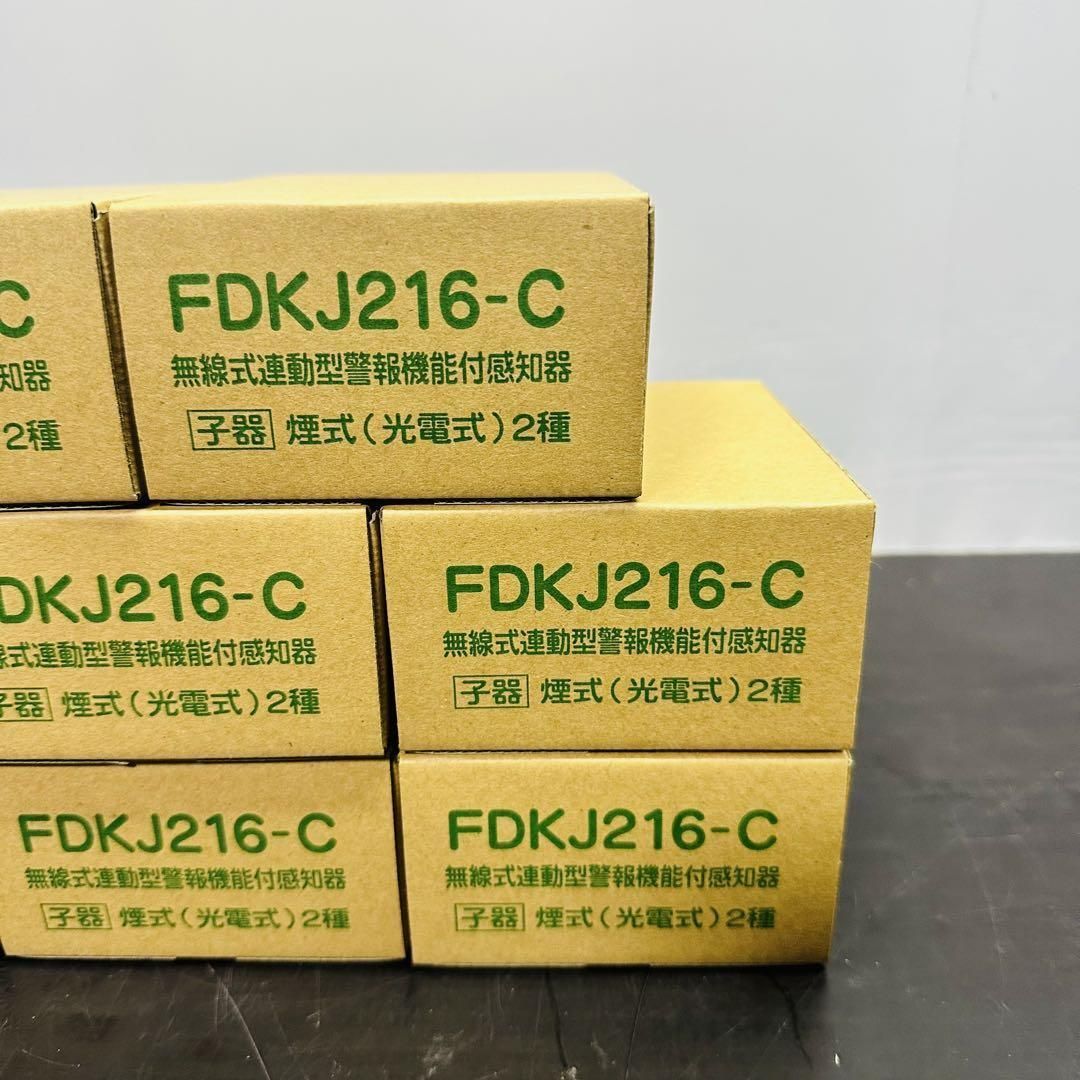 C
FDKJ216-C
知器
無線式連動型警報機能付感知器
2種
子器 煙式(光電式)2種
DKJ216-C
式連動型警報機能付感知器
子器 煙式(光電式)2種
FDKJ216-C
無線式連動型警報機能付感知器
子器 煙式(光電式)2種
FDKJ216-C
無線式連動型警報機能付感知器
子器 煙式(光電式)2種
FDKJ216-C
無線式連動型警報機能付感知器
子器 煙式(光電式)2種